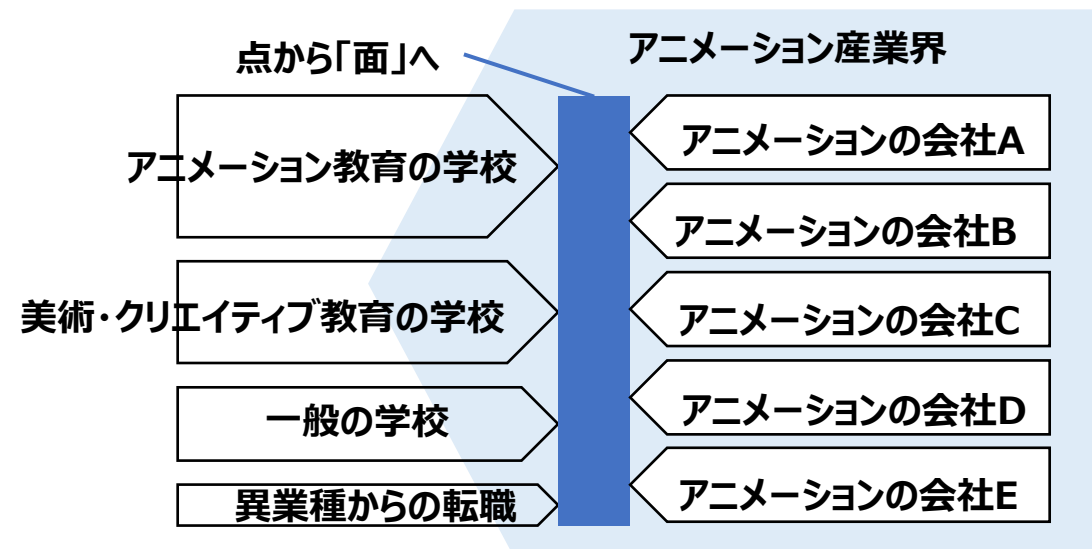 点から「面」へ
アニメーション産業界
アニメーション教育の学校
美術・クリエイティブ教育の学校
一般の学校
異業種からの転職
アニメーションの会社A
アニメーションの会社B
アニメーションの会社C
アニメーションの会社D
アニメーションの会社E